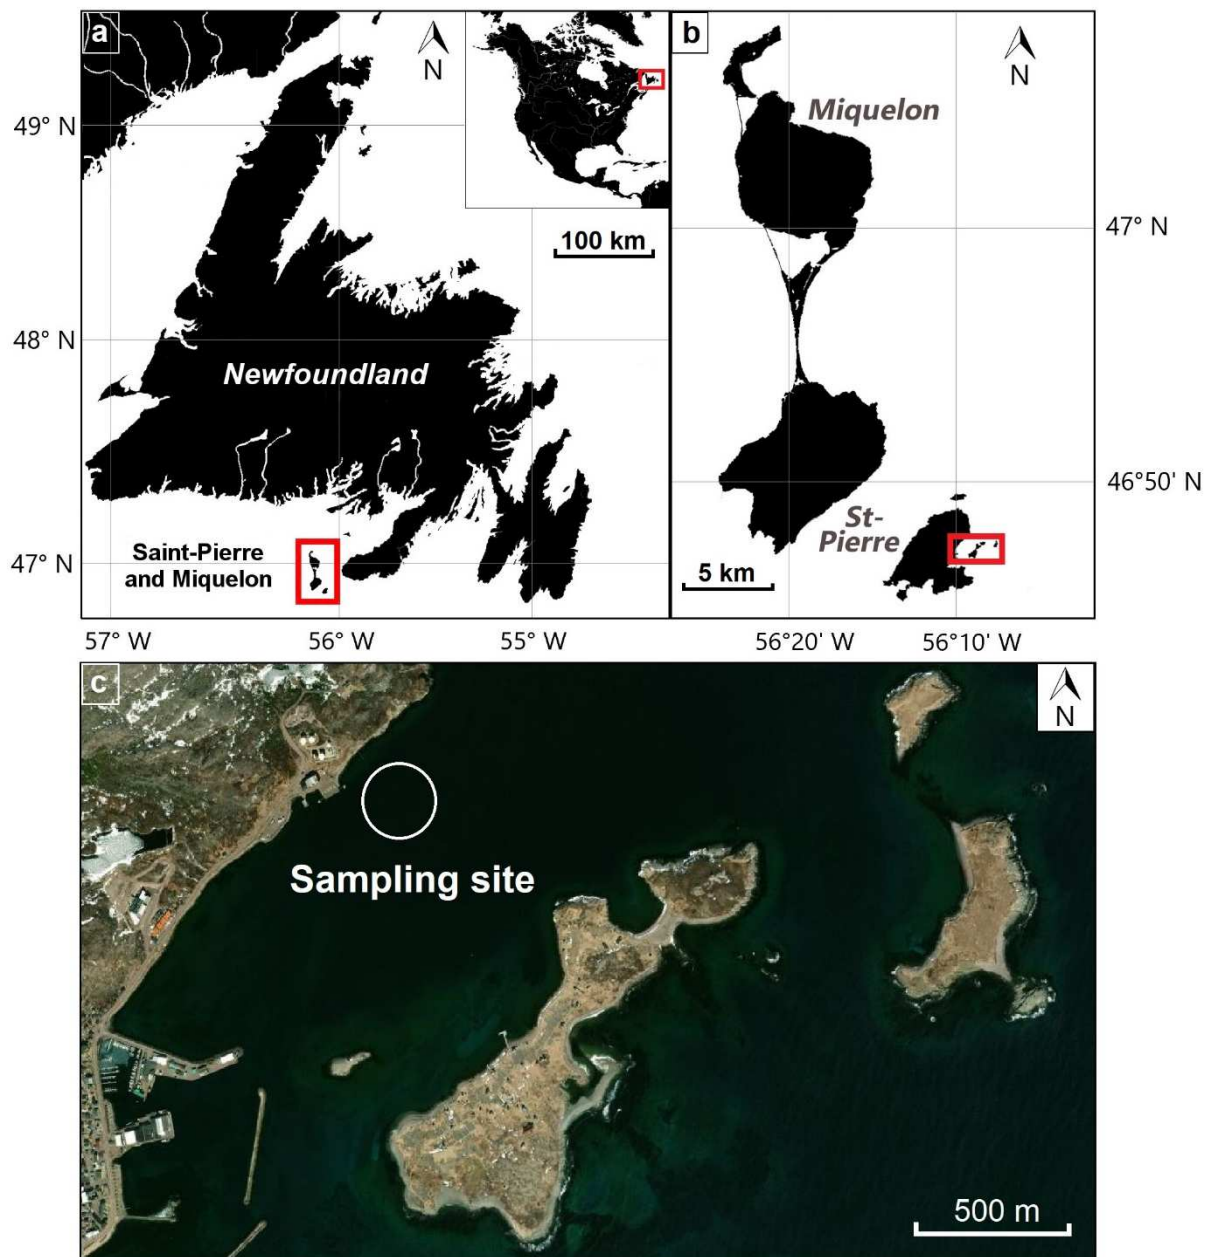 a
N
49° N
100 km
48° N
Newfoundland
Saint-Pierre
and Miquelon
47° N
57° W
56° W
55° W
b
N
Miquelon
47° N
46°50' N
St-
Pierre
5 km
56°20' W
56°10' W
c
N
Sampling site
500 m